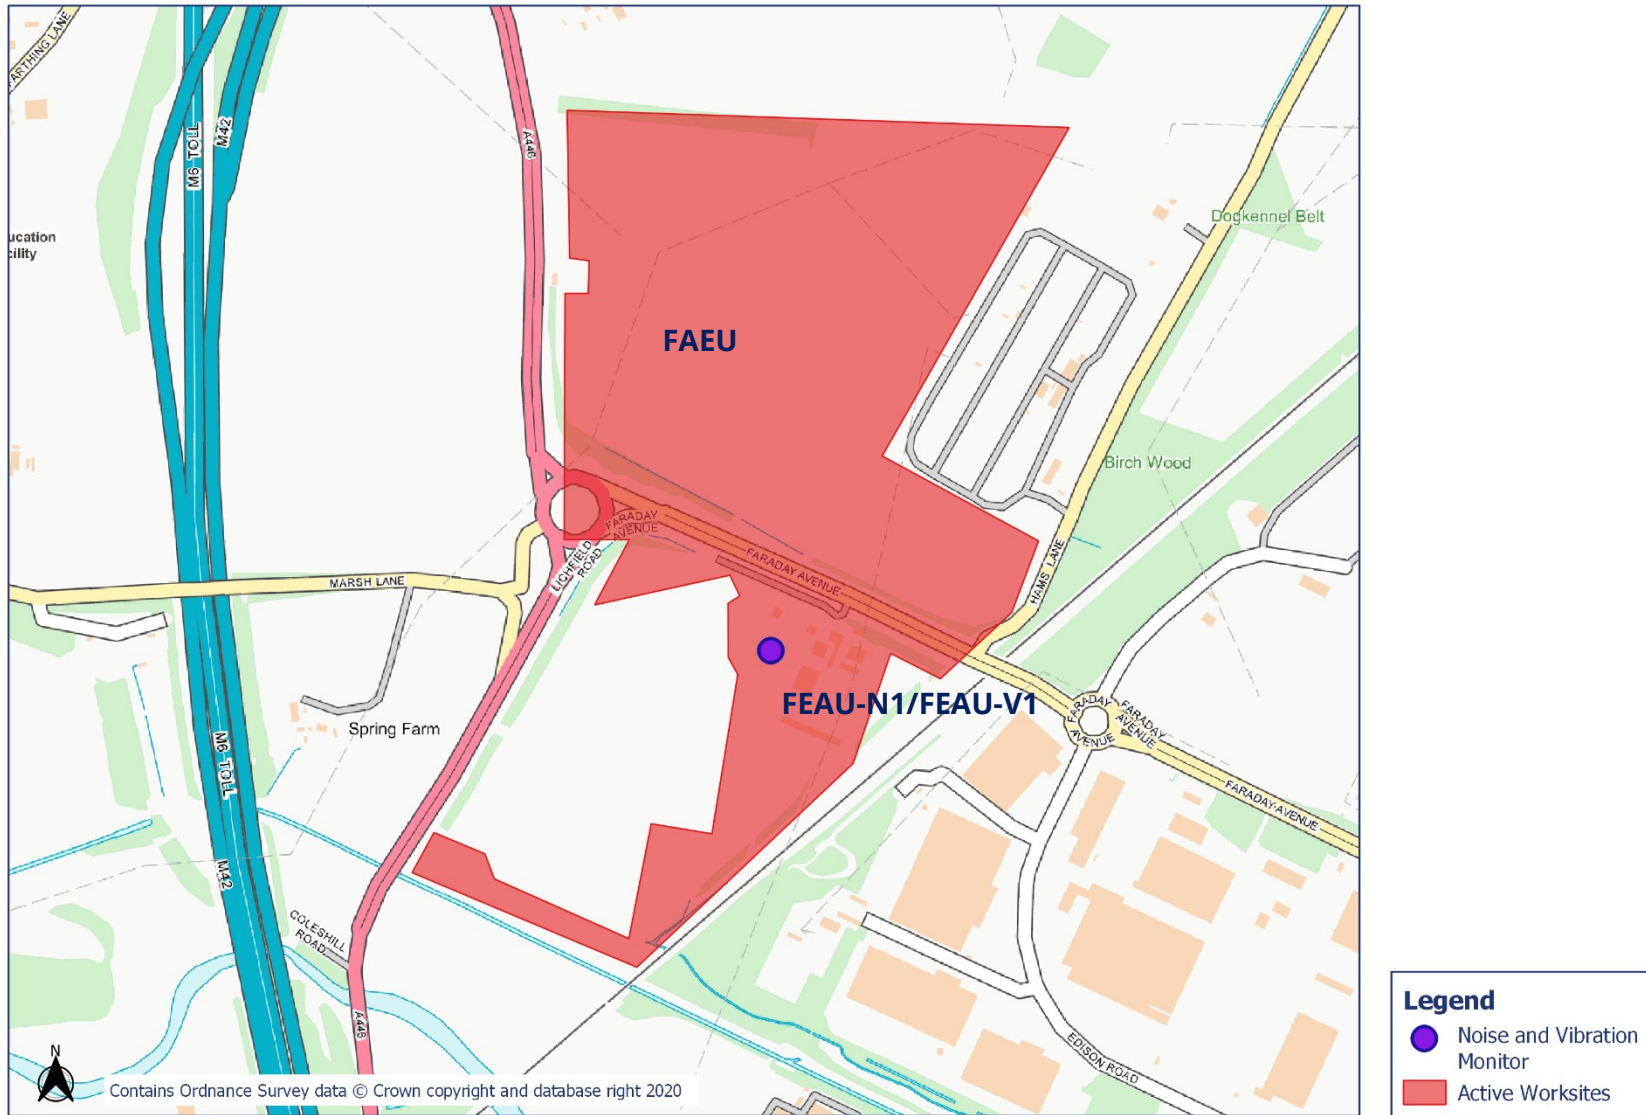 ARTHING LANE
M6 TOLL
M42
A446
Dogkennel Belt
ucation
cility
FAEU
Birch Wood
FARADAY
AVENUE
LICHFIELD
ROAD
FARADAY AVENUE
HAMS LANE
MARSH LANE
FEAU-N1/FEAU-V1
Spring Farm
FARADAY
AVENUE
FARADAY
AVENUE
FARADAY AVENUE
M6 TOLL
M42
COLESHILL
ROAD
A446
EDISON ROAD
N
Contains Ordnance Survey data © Crown copyright and database right 2020
Legend
Noise and Vibration
Monitor
Active Worksites